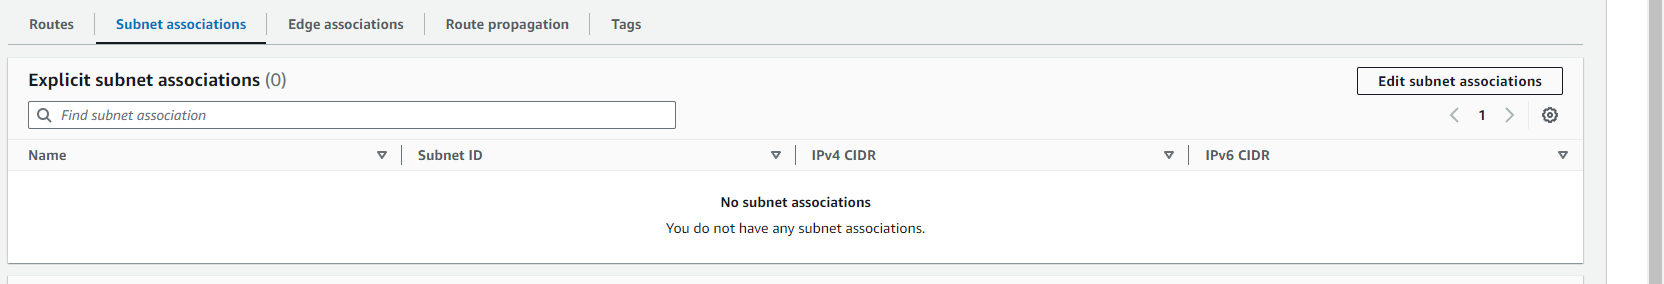 Routes
Subnet associations
Edge associations
Route propagation
Tags
Explicit subnet associations (0)
Edit subnet associations
Find subnet association
1
Name
Subnet ID
IPv4 CIDR
IPv6 CIDR
No subnet associations
You do not have any subnet associations.